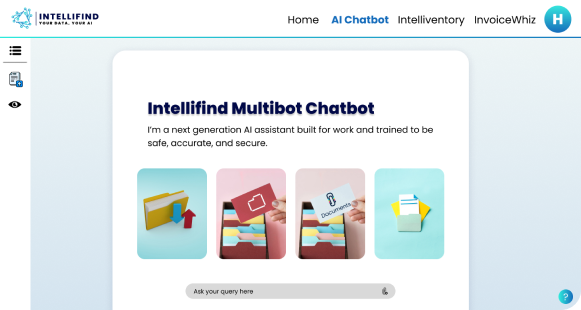 INTELLIFIND
YOUR DATA, YOUR AI
Home AI Chatbot Intelliventory InvoiceWhiz H
Intellifind Multibot Chatbot
I'm a next generation AI assistant built for work and trained to be
safe, accurate, and secure.
Documents
Ask your query here
?